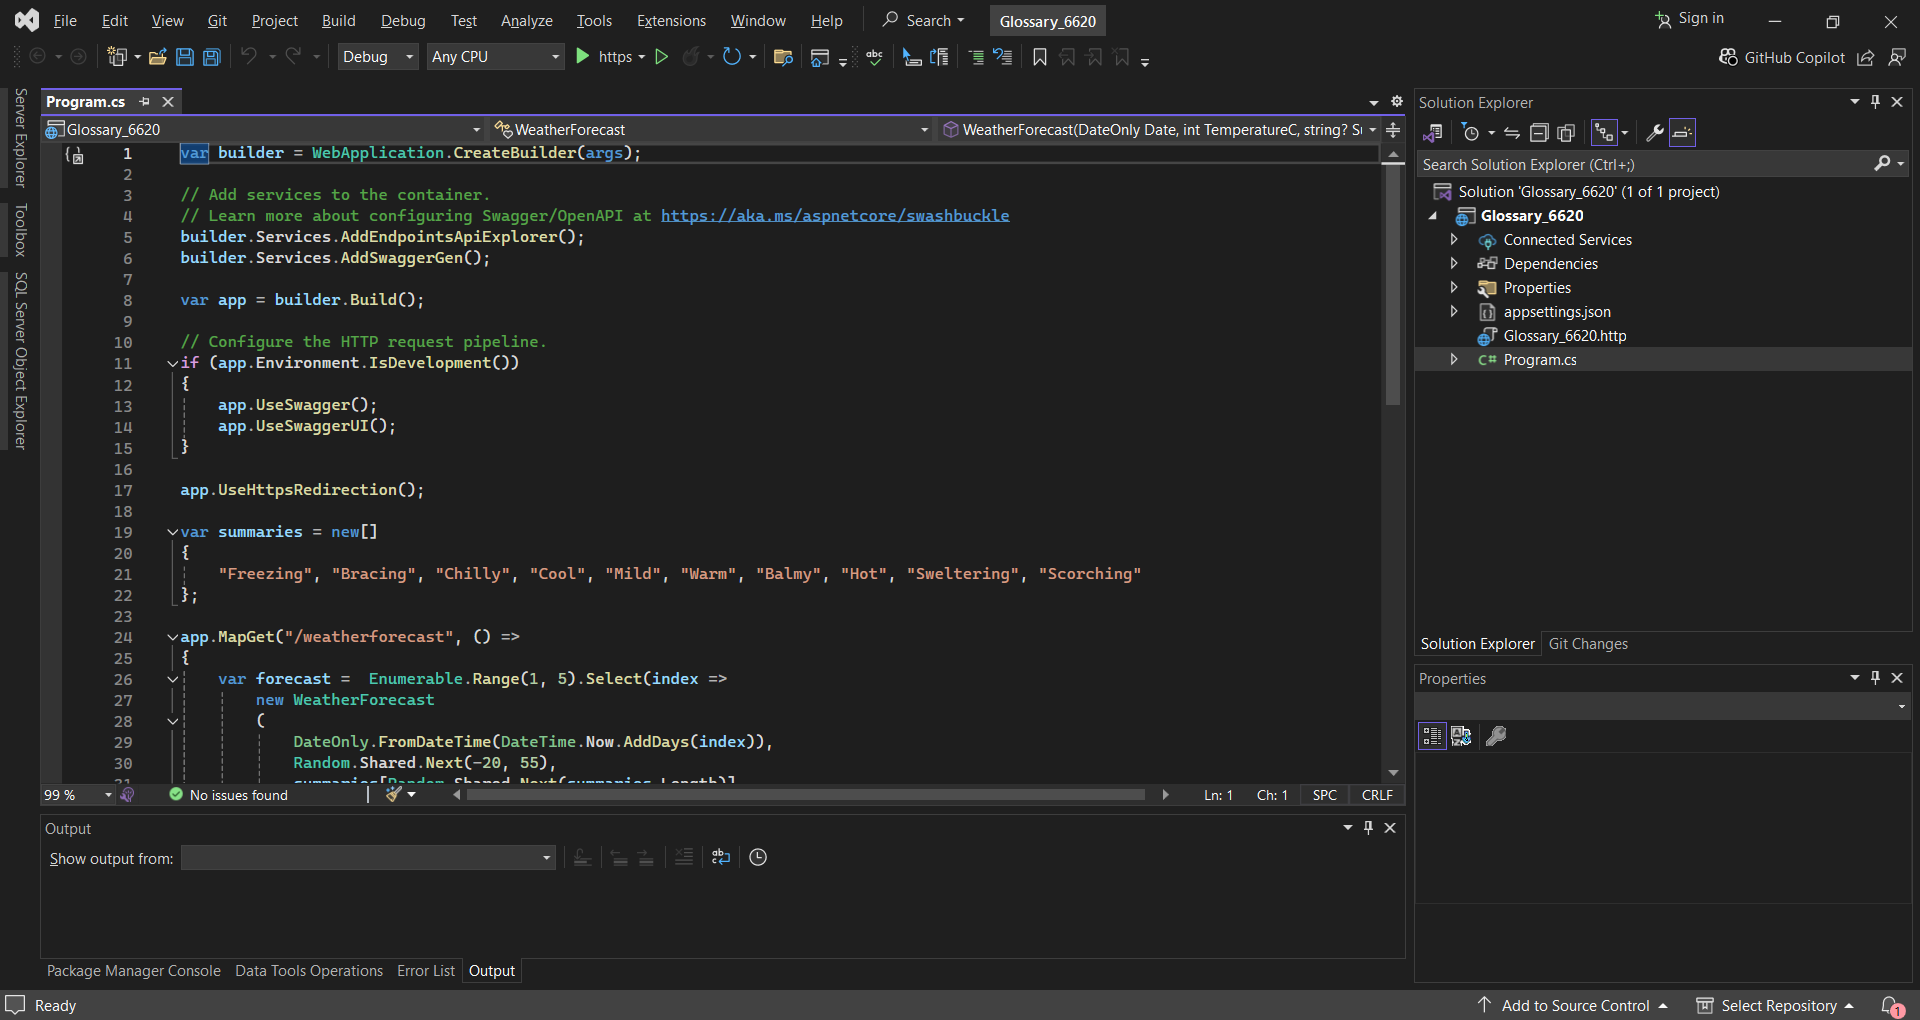 File Edit View Git Project Build Debug Test Analyze Tools Extensions Window Help Search Glossary_6620 Sign in
Debug Any CPU https GitHub Copilot
Server Explorer
Toolbox
SQL Server Object Explorer
Program.cs
Glossary_6620 WeatherForecast WeatherForecast(DateOnly Date, int TemperatureC, string? S
1 var builder = WebApplication.CreateBuilder(args);
2
3 // Add services to the container.
4 // Learn more about configuring Swagger/OpenAPI at https://aka.ms/aspnetcore/swashbuckle
5 builder.Services.AddEndpointsApiExplorer();
6 builder.Services.AddSwaggerGen();
7
8 var app = builder.Build();
9
10 // Configure the HTTP request pipeline.
11 if (app.Environment.IsDevelopment())
12 {
13 app.UseSwagger();
14 app.UseSwaggerUI();
15 }
16
17 app.UseHttpsRedirection();
18
19 var summaries = new[]
20 {
21 "Freezing", "Bracing", "Chilly", "Cool", "Mild", "Warm", "Balmy", "Hot", "Sweltering", "Scorching"
22 };
23
24 app.MapGet("/weatherforecast", () =>
25 {
26 var forecast = Enumerable.Range(1, 5).Select(index =>
27 new WeatherForecast
28 (
29 DateOnly.FromDateTime(DateTime.Now.AddDays(index)),
30 Random.Shared.Next(-20, 55),
31 summaries[Random.Shared.Next(summaries.Length)]
99 % No issues found Ln: 1 Ch: 1 SPC CRLF
Output
Show output from:
Package Manager Console Data Tools Operations Error List Output
Solution Explorer
Search Solution Explorer (Ctrl+;)
Solution 'Glossary_6620' (1 of 1 project)
Glossary_6620
Connected Services
Dependencies
Properties
appsettings.json
Glossary_6620.http
C# Program.cs
Solution Explorer Git Changes
Properties
Ready Add to Source Control Select Repository 1